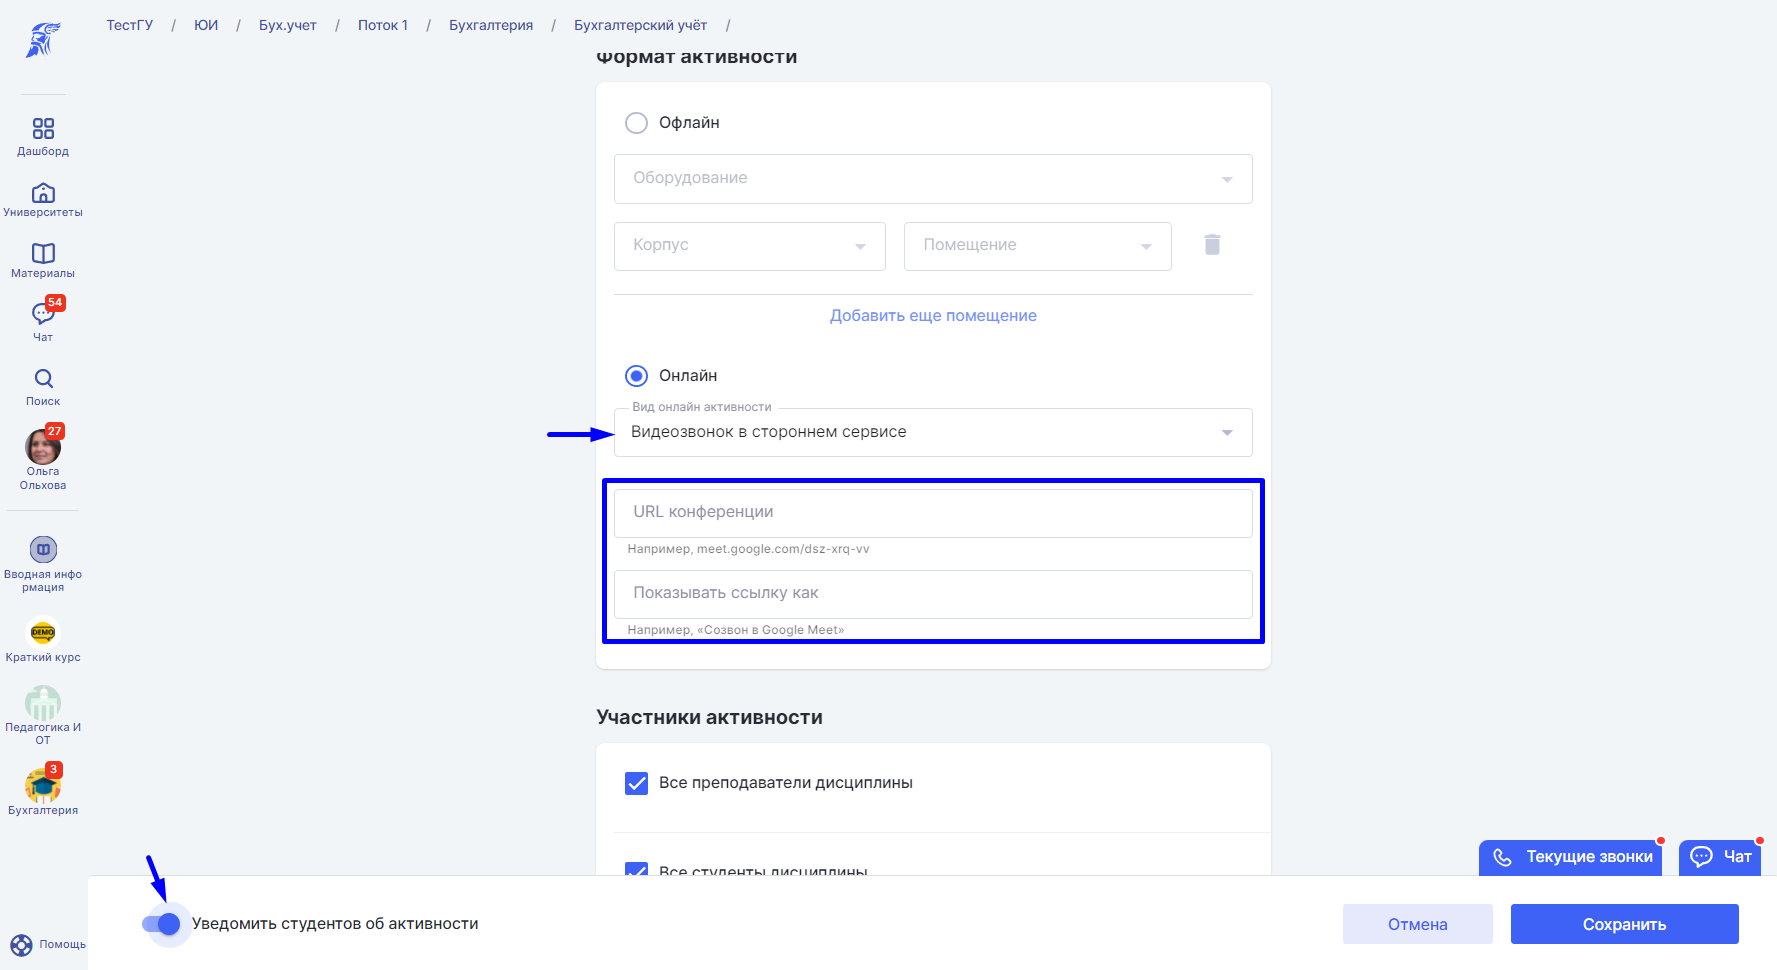 ТестГУ / ЮИ / Бух.учет / Поток 1 / Бухгалтерия / Бухгалтерский учёт /
Дашборд
Университеты
Материалы
54
Чат
Поиск
27
Ольга
Ольхова
Вводная инфо
рмация
DEMO
Краткий курс
Педагогика И
ОТ
3
Бухгалтерия
Помощь
Формат активности
Офлайн
Оборудование
Корпус
Помещение
Добавить еще помещение
Онлайн
Вид онлайн активности
Видеозвонок в стороннем сервисе
URL конференции
Например, meet.google.com/dsz-xrq-vv
Показывать ссылку как
Например, «Созвон в Google Meet»
Участники активности
Все преподаватели дисциплины
Все студенты дисциплины
Текущие звонки
Чат
Уведомить студентов об активности
Отмена
Сохранить